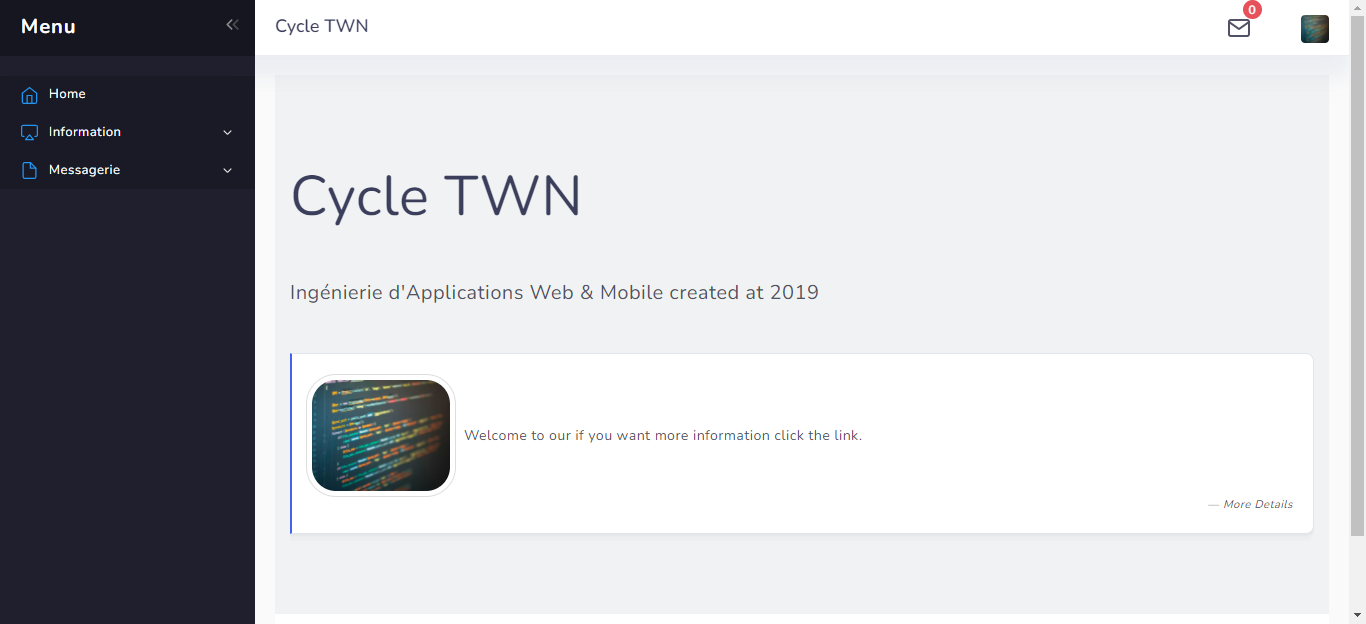 Menu
Cycle TWN
0
Home
Information
Messagerie
Cycle TWN
Ingénierie d'Applications Web & Mobile created at 2019
Welcome to our if you want more information click the link.
— More Details